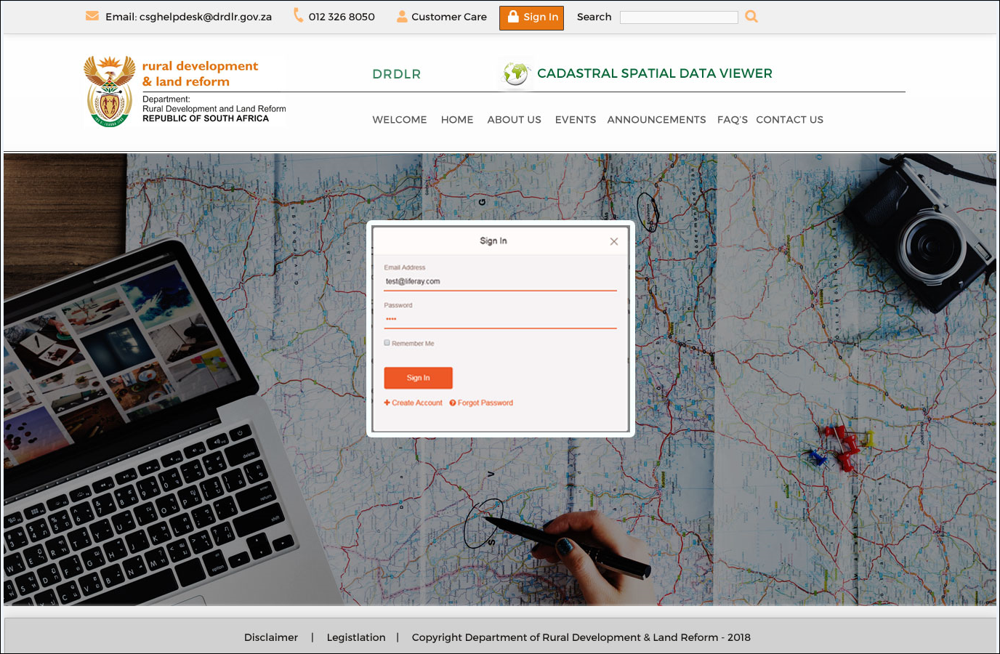 Email: csghelpdesk@drdlr.gov.za 012 326 8050 Customer Care Sign In Search
rural development
& land reform
Department:
Rural Development and Land Reform
REPUBLIC OF SOUTH AFRICA
DRDLR CADASTRAL SPATIAL DATA VIEWER
WELCOME HOME ABOUT US EVENTS ANNOUNCEMENTS FAQ'S CONTACT US
Sign In
Email Address
test@liferay.com
Password
••••
Remember Me
Sign In
Create Account Forgot Password
Disclaimer | Legistlation | Copyright Department of Rural Development & Land Reform - 2018